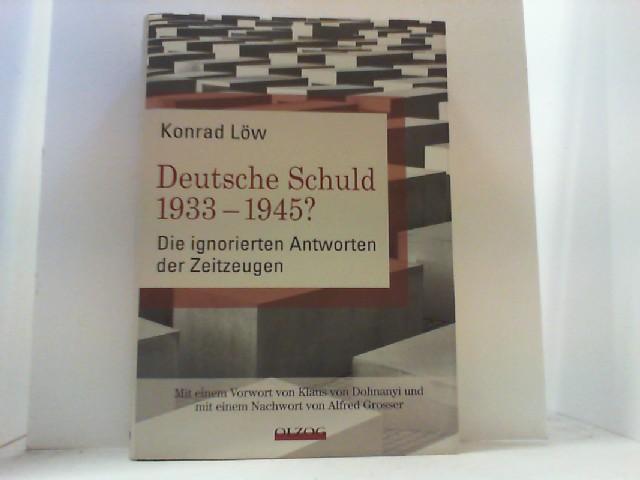 Konrad Löw
Deutsche Schuld
1933 – 1945?
Die ignorierten Antworten
der Zeitzeugen
Mit einem Vorwort von Klaus von Dohnanyi und
mit einem Nachwort von Alfred Grosser
OLZOG